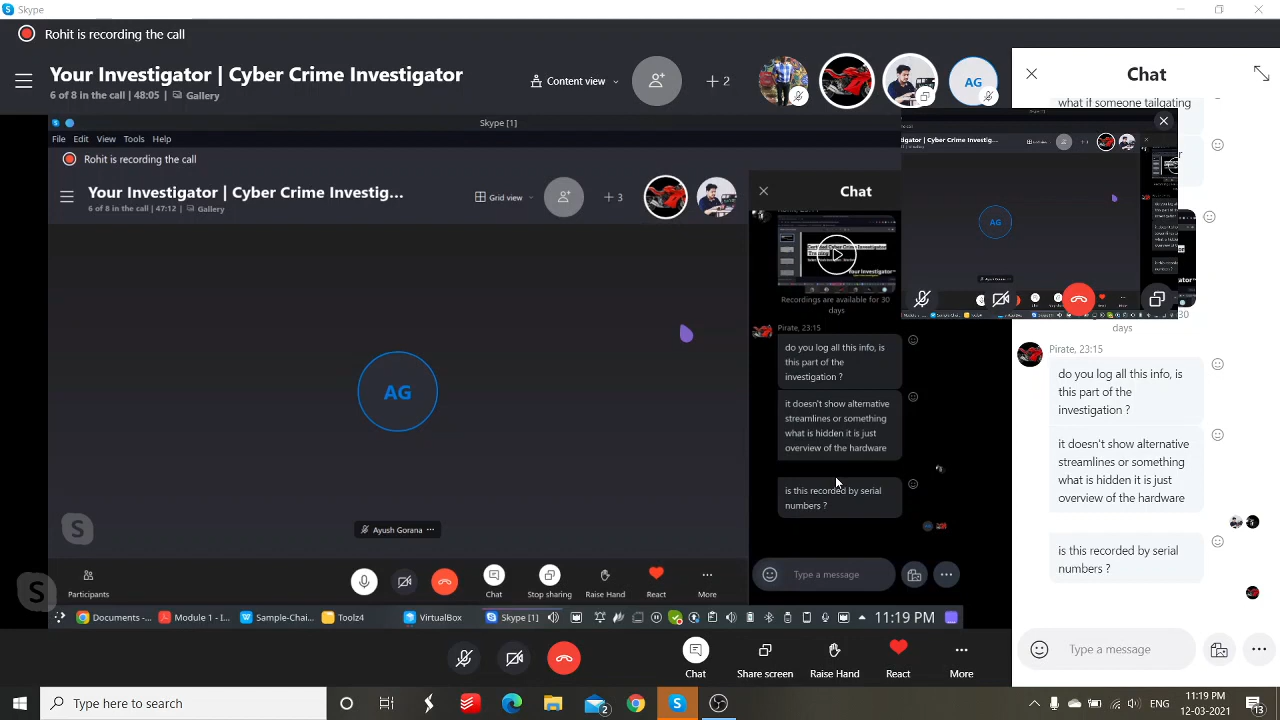 Skype
Rohit is recording the call
Your Investigator | Cyber Crime Investigator
6 of 8 in the call | 48:05 | Gallery
Content view
+2
AG
Skype [1]
File Edit View Tools Help
Rohit is recording the call
Your Investigator | Cyber Crime Investig...
6 of 8 in the call | 47:12 | Gallery
Grid view
+3
AG
Ayush Gorana ...
Chat
Recordings are available for 30
days
Pirate, 23:15
do you log all this info, is
this part of the
investigation ?
it doesn't show alternative
streamlines or something
what is hidden it is just
overview of the hardware
is this recorded by serial
numbers ?
Type a message
Participants
Chat
Stop sharing
Raise Hand
React
More
Documents -...
Module 1 - I...
Sample-Chai...
Toolz4
VirtualBox
Skype [1]
11:19 PM
AG
Chat
what if someone tailgating
30
days
Pirate, 23:15
do you log all this info, is
this part of the
investigation ?
it doesn't show alternative
streamlines or something
what is hidden it is just
overview of the hardware
is this recorded by serial
numbers ?
Type a message
Chat
Share screen
Raise Hand
React
More
Type here to search
2
ENG
11:19 PM
12-03-2021
13